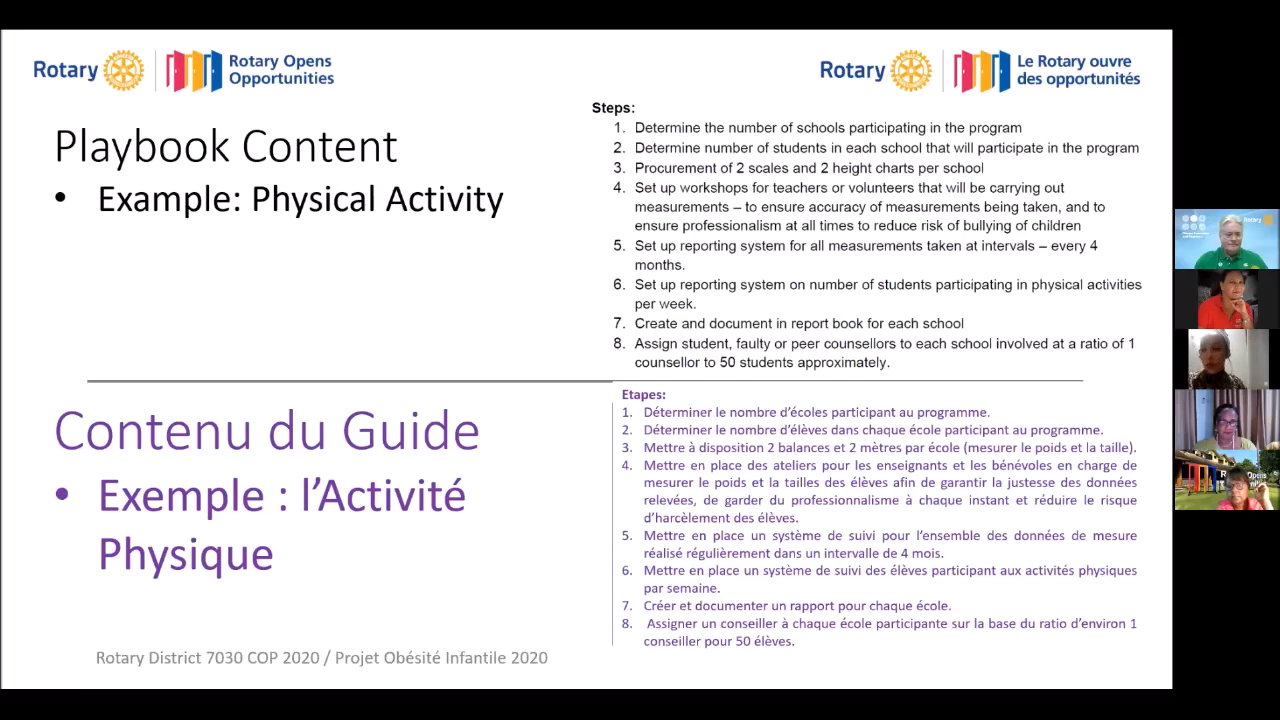 Rotary
Rotary Opens
Opportunities
Rotary
Le Rotary ouvre
des opportunités
Playbook Content
• Example: Physical Activity
Steps:
1. Determine the number of schools participating in the program
2. Determine number of students in each school that will participate in the program
3. Procurement of 2 scales and 2 height charts per school
4. Set up workshops for teachers or volunteers that will be carrying out
measurements – to ensure accuracy of measurements being taken, and to
ensure professionalism at all times to reduce risk of bullying of children
5. Set up reporting system for all measurements taken at intervals – every 4
months.
6. Set up reporting system on number of students participating in physical activities
per week.
7. Create and document in report book for each school
8. Assign student, faulty or peer counsellors to each school involved at a ratio of 1
counsellor to 50 students approximately.
Contenu du Guide
• Exemple : l’Activité
Physique
Etapes:
1. Déterminer le nombre d’écoles participant au programme.
2. Déterminer le nombre d’élèves dans chaque école participant au programme.
3. Mettre à disposition 2 balances et 2 mètres par école (mesurer le poids et la taille).
4. Mettre en place des ateliers pour les enseignants et les bénévoles en charge de
mesurer le poids et la tailles des élèves afin de garantir la justesse des données
relevées, de garder du professionnalisme à chaque instant et réduire le risque
d’harcèlement des élèves.
5. Mettre en place un système de suivi pour l’ensemble des données de mesure
réalisé régulièrement dans un intervalle de 4 mois.
6. Mettre en place un système de suivi des élèves participant aux activités physiques
par semaine.
7. Créer et documenter un rapport pour chaque école.
8. Assigner un conseiller à chaque école participante sur la base du ratio d’environ 1
conseiller pour 50 élèves.
Rotary District 7030 COP 2020 / Projet Obésité Infantile 2020
Rotary
Opens